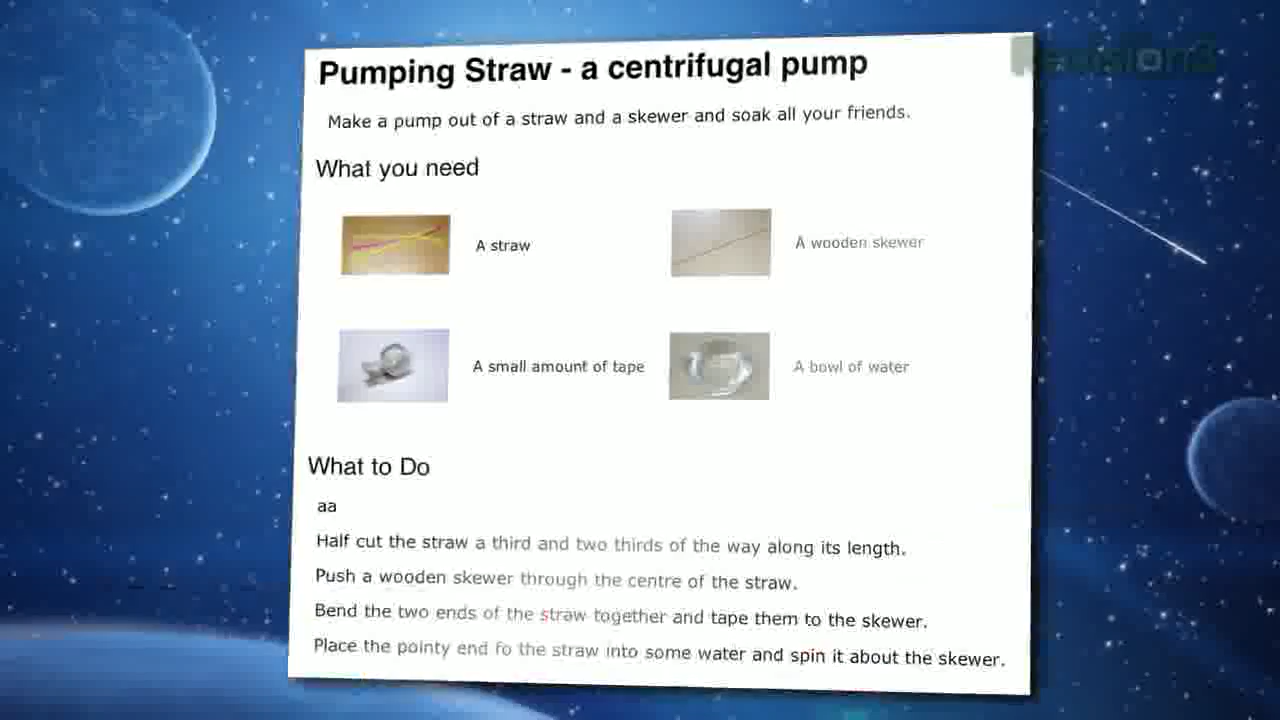 Pumping Straw - a centrifugal pump
Make a pump out of a straw and a skewer and soak all your friends.
What you need
A straw
A wooden skewer
A small amount of tape
A bowl of water
What to Do
aa
Half cut the straw a third and two thirds of the way along its length.
Push a wooden skewer through the centre of the straw.
Bend the two ends of the straw together and tape them to the skewer.
Place the pointy end fo the straw into some water and spin it about the skewer.